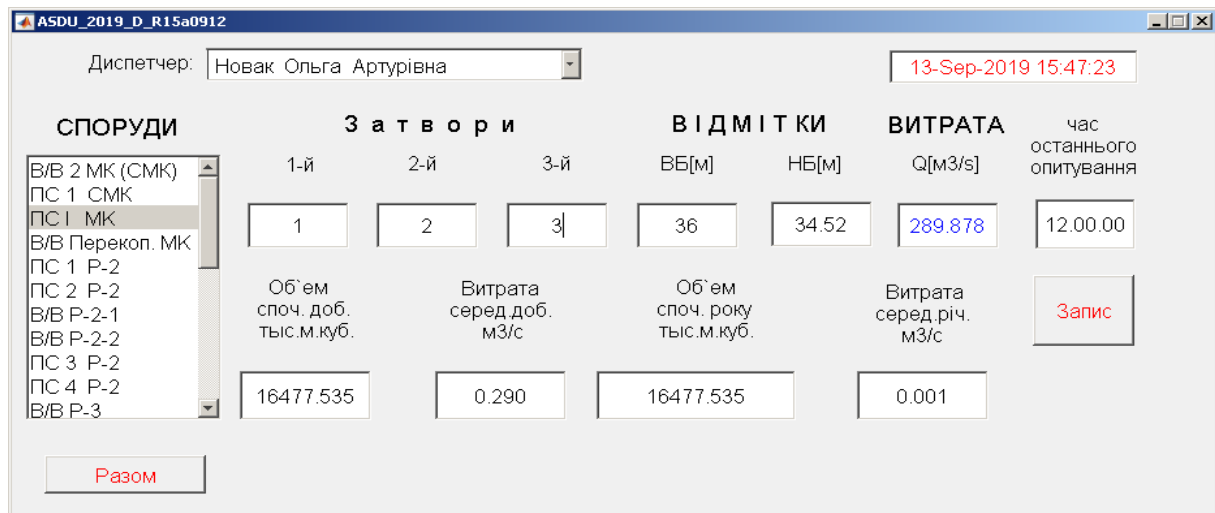 ASDU_2019_D_R15a0912
Диспетчер: Новак Ольга Артурівна 13-Sep-2019 15:47:23
СПОРУДИ
З а т в о р и
В І Д М І Т КИ
ВИТРАТА
час
останнього
опитування
1-й 2-й 3-й ВБ[м] НБ[м] Q[м3/s]
В/В 2 МК (СМК)
ПС 1 СМК
ПС I МК
В/В Перекоп. МК
ПС 1 Р-2
ПС 2 Р-2
В/В Р-2-1
В/В Р-2-2
ПС 3 Р-2
ПС 4 Р-2
В/В Р-3
1 2 3 36 34.52 289.878 12.00.00
Об`ем
споч. доб.
тыс.м.куб.
Витрата
серед.доб.
м3/с
Об`ем
споч. року
тыс.м.куб.
Витрата
серед.річ.
м3/с
Запис
16477.535 0.290 16477.535 0.001
Разом